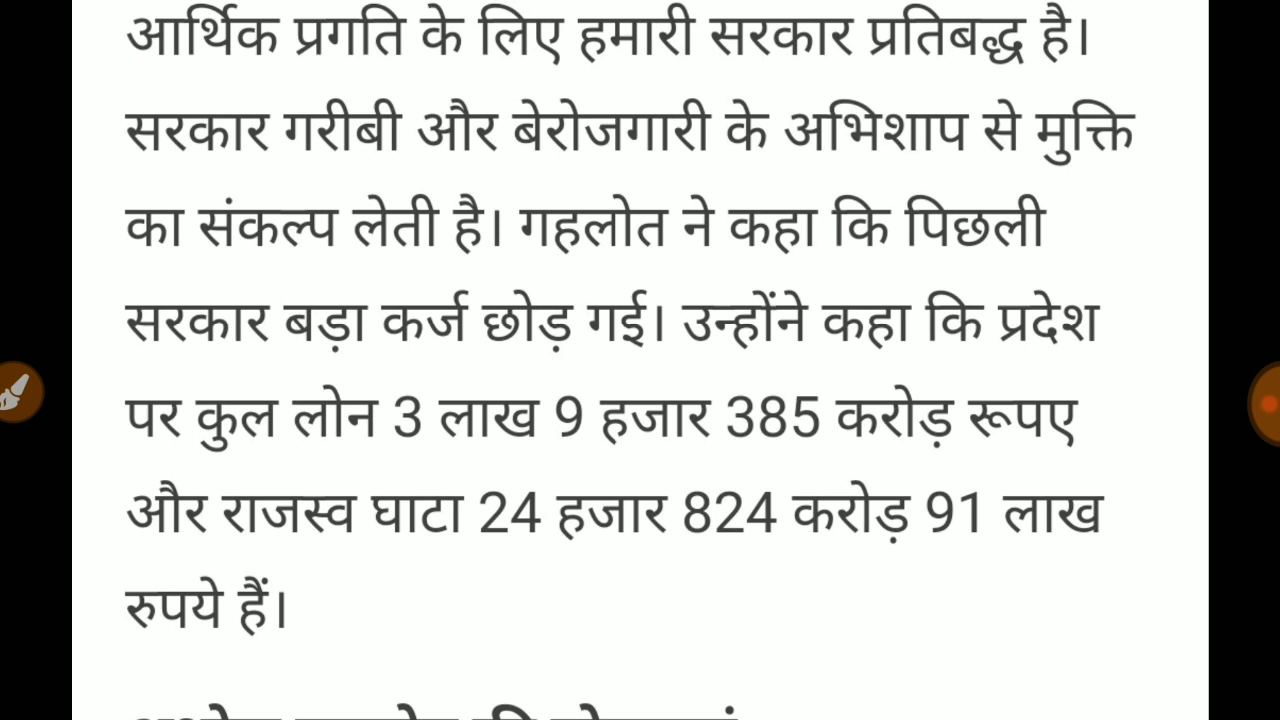 आर्थिक प्रगति के लिए हमारी सरकार प्रतिबद्ध है।
सरकार गरीबी और बेरोजगारी के अभिशाप से मुक्ति
का संकल्प लेती है। गहलोत ने कहा कि पिछली
सरकार बड़ा कर्ज छोड़ गई। उन्होंने कहा कि प्रदेश
पर कुल लोन 3 लाख 9 हजार 385 करोड़ रूपए
और राजस्व घाटा 24 हजार 824 करोड़ 91 लाख
रुपये हैं।